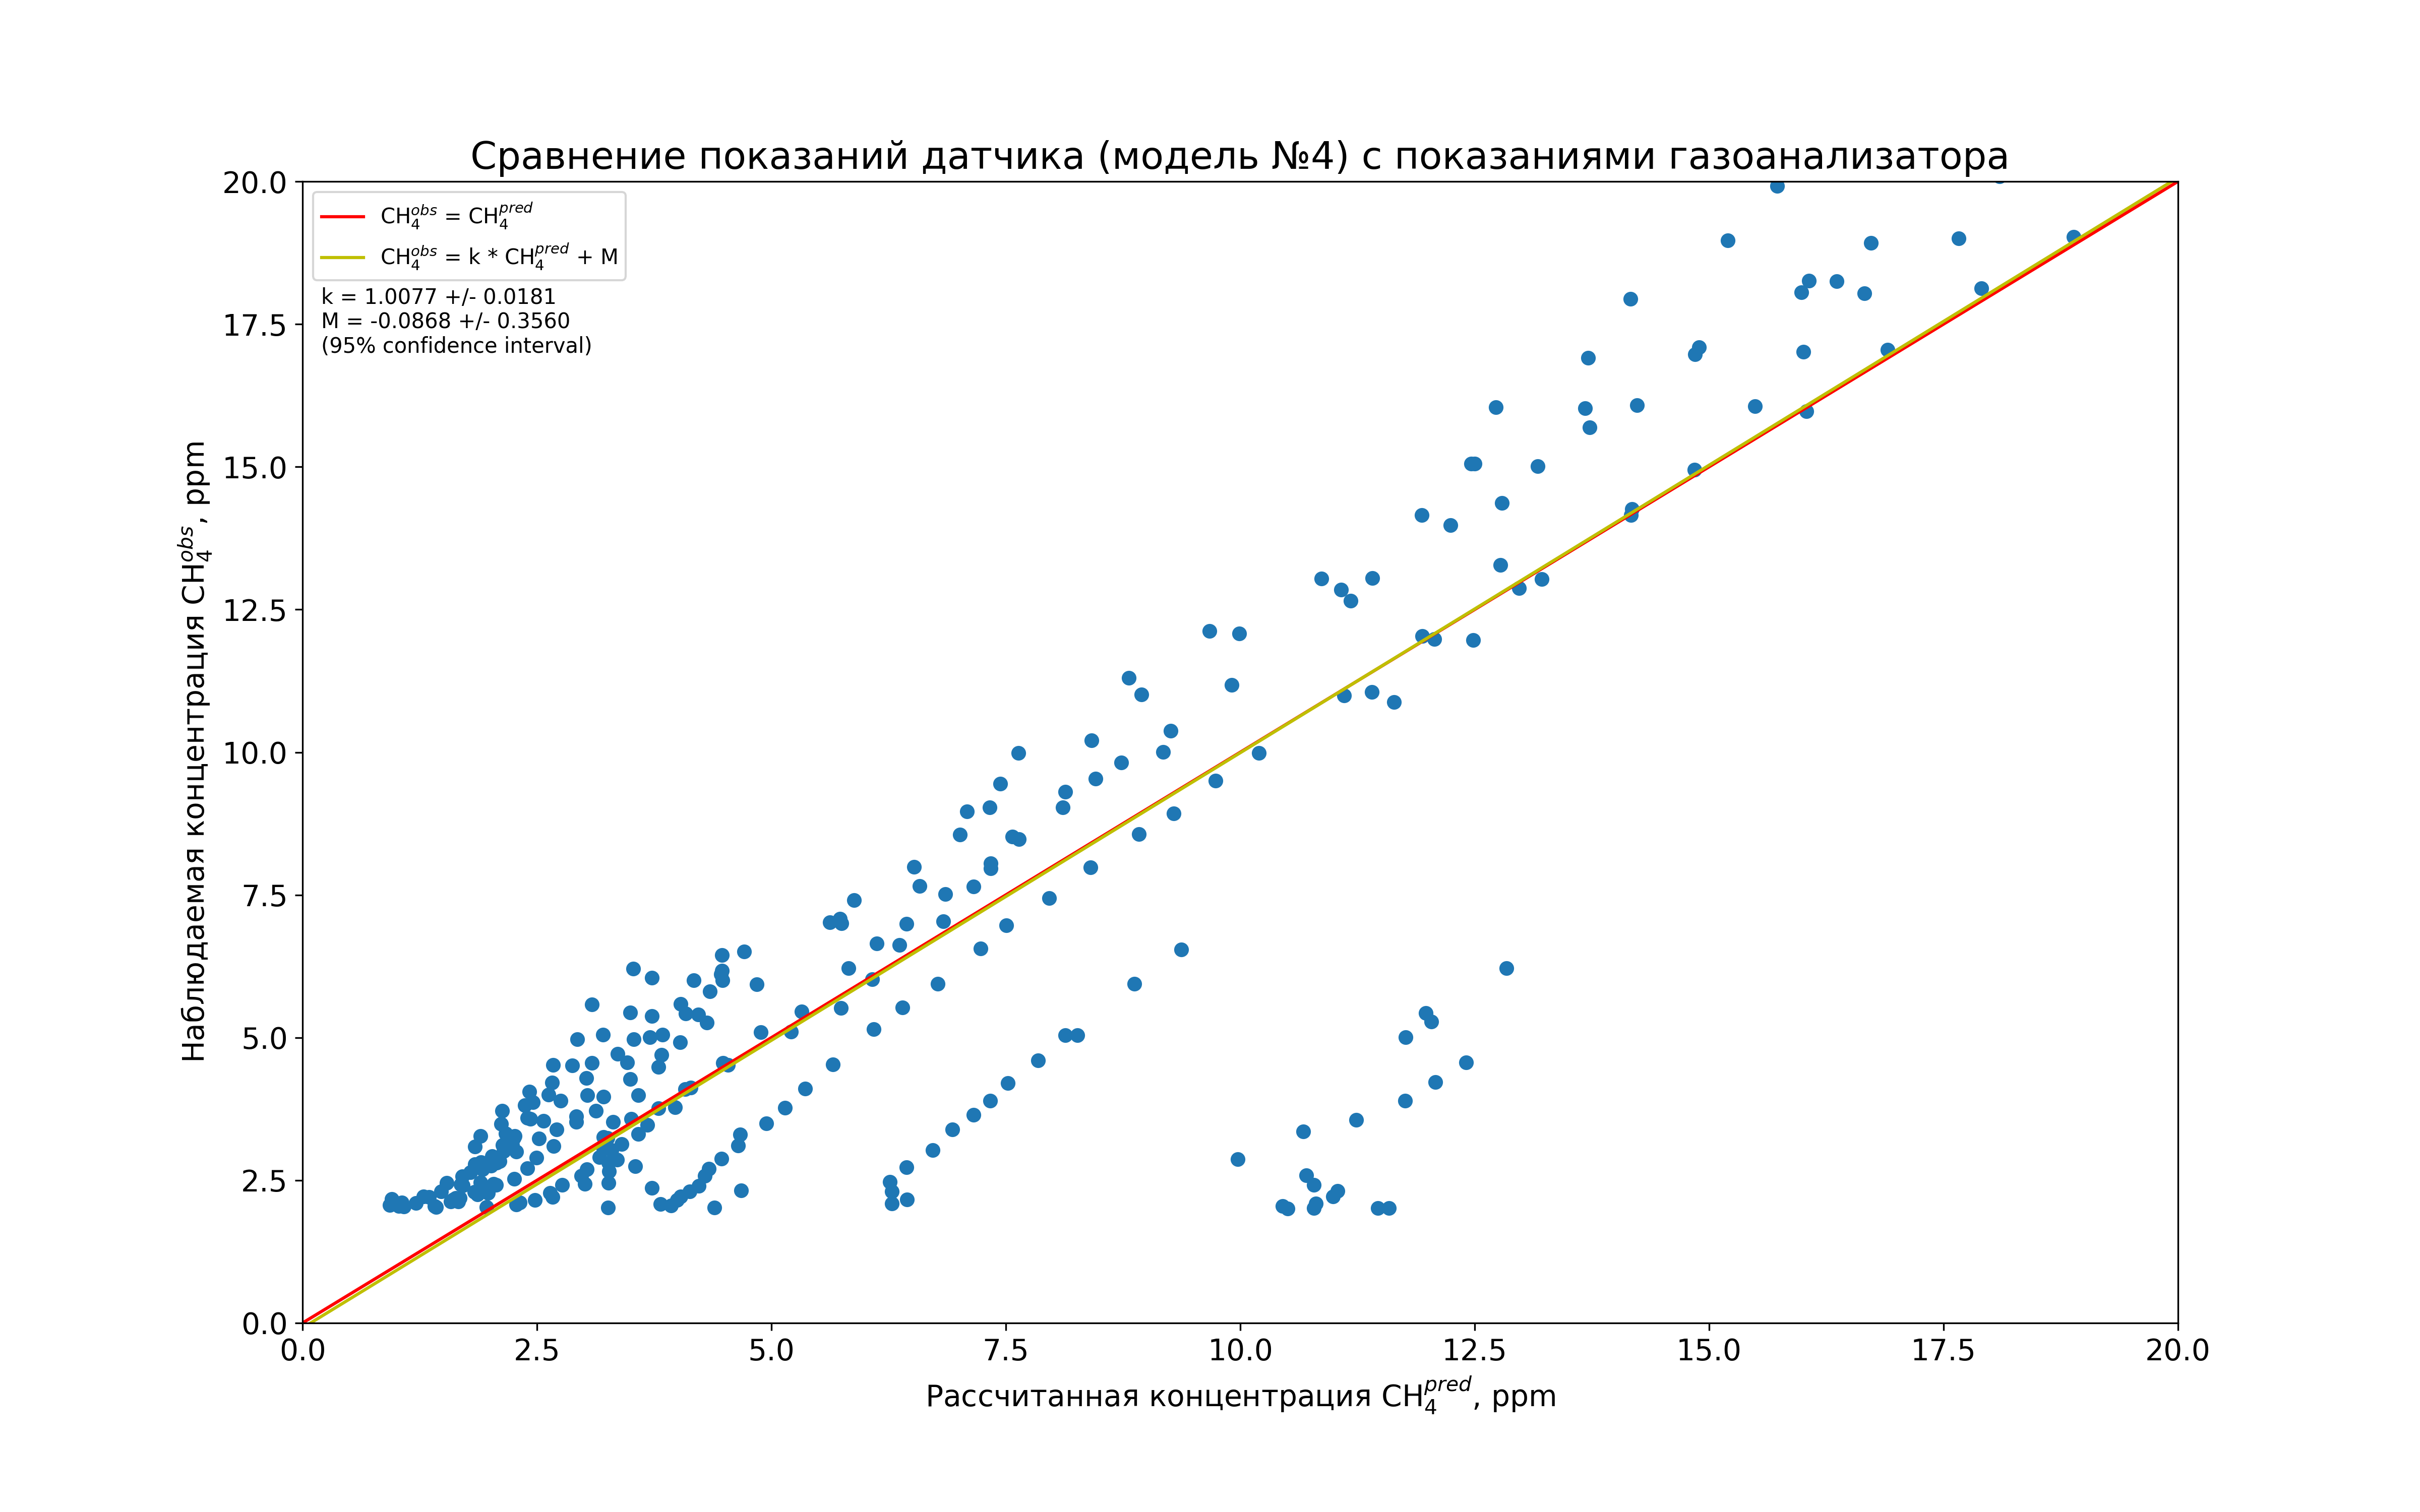 Сравнение показаний датчика (модель №4) с показаниями газоанализатора
CH₄ᵒᵇˢ = CH₄ᵖʳᵉᵈ
CH₄ᵒᵇˢ = k * CH₄ᵖʳᵉᵈ + M
k = 1.0077 +/- 0.0181
M = -0.0868 +/- 0.3560
(95% confidence interval)
Наблюдаемая концентрация CH₄ᵒᵇˢ, ppm
20.0
17.5
15.0
12.5
10.0
7.5
5.0
2.5
0.0
0.0 2.5 5.0 7.5 10.0 12.5 15.0 17.5 20.0
Рассчитанная концентрация CH₄ᵖʳᵉᵈ, ppm